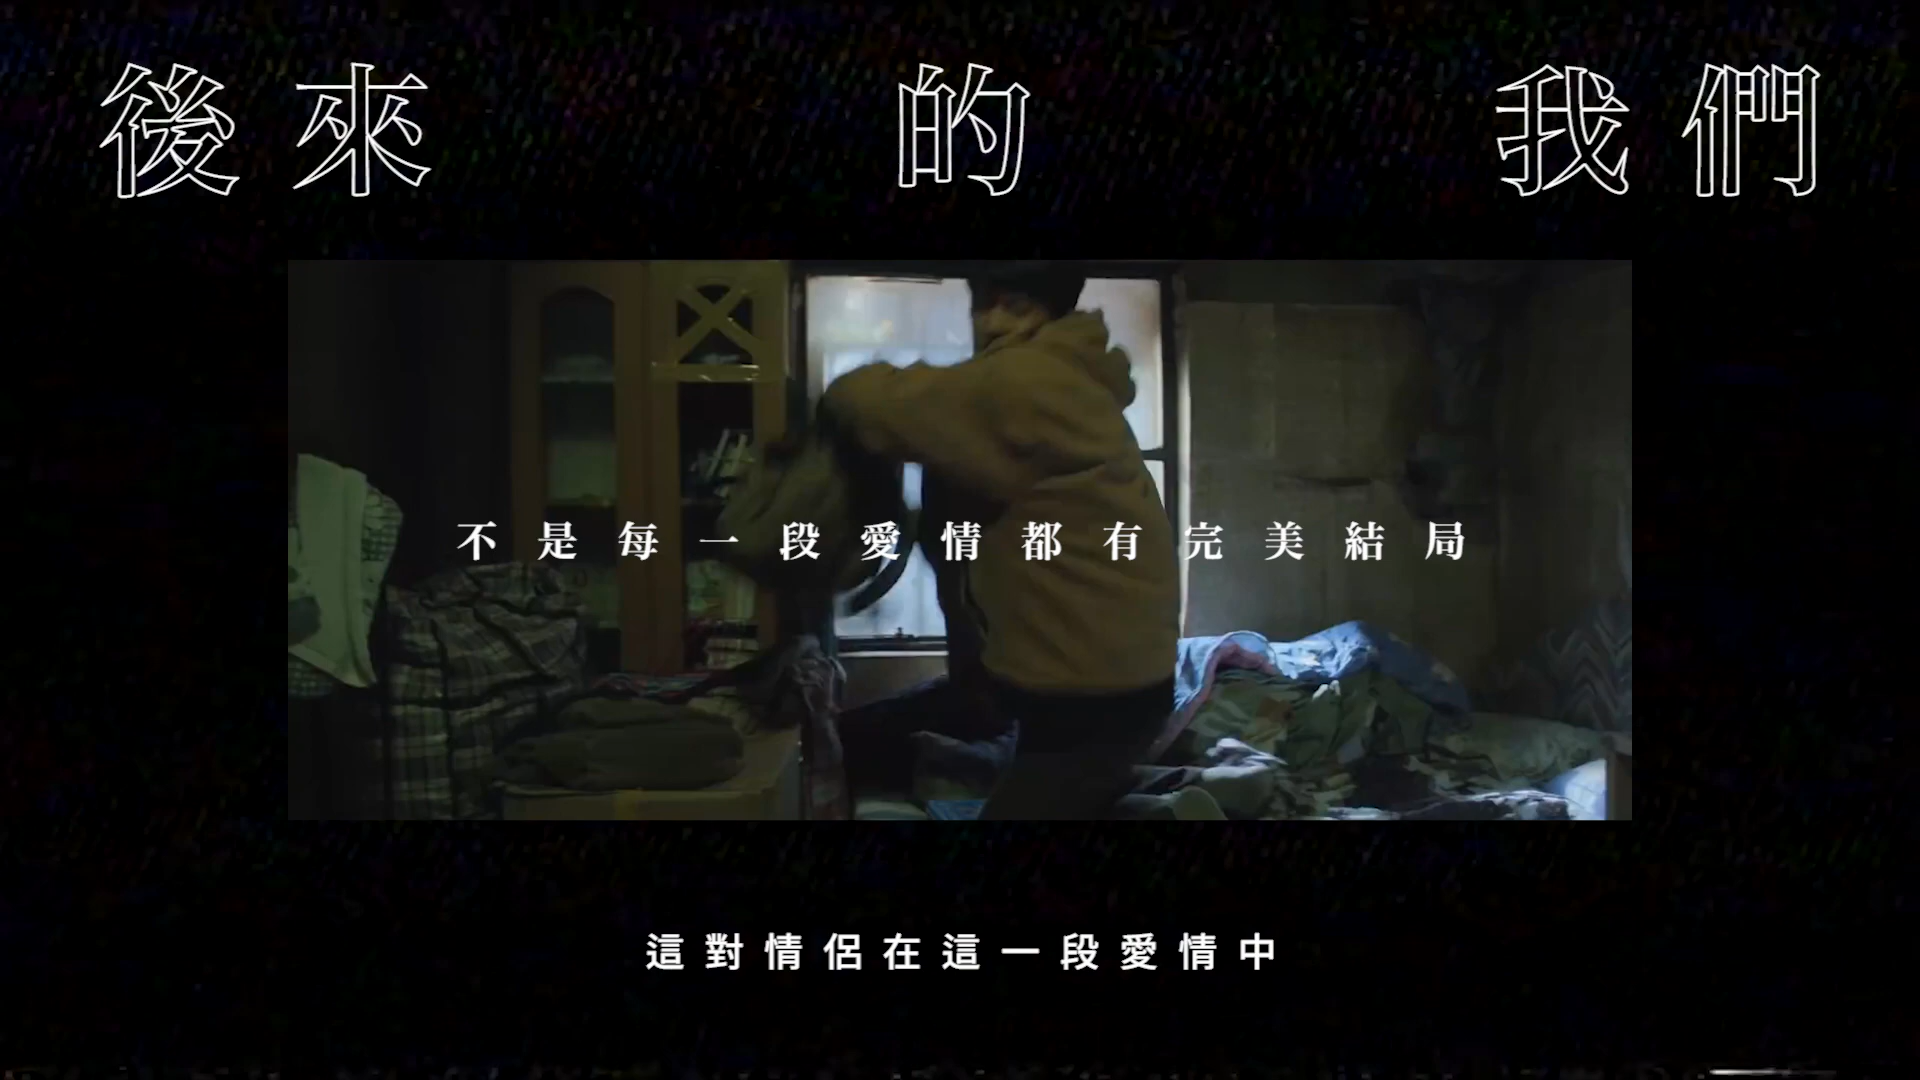 後來的我們
不是每一段愛情都有完美結局
這對情侶在這一段愛情中